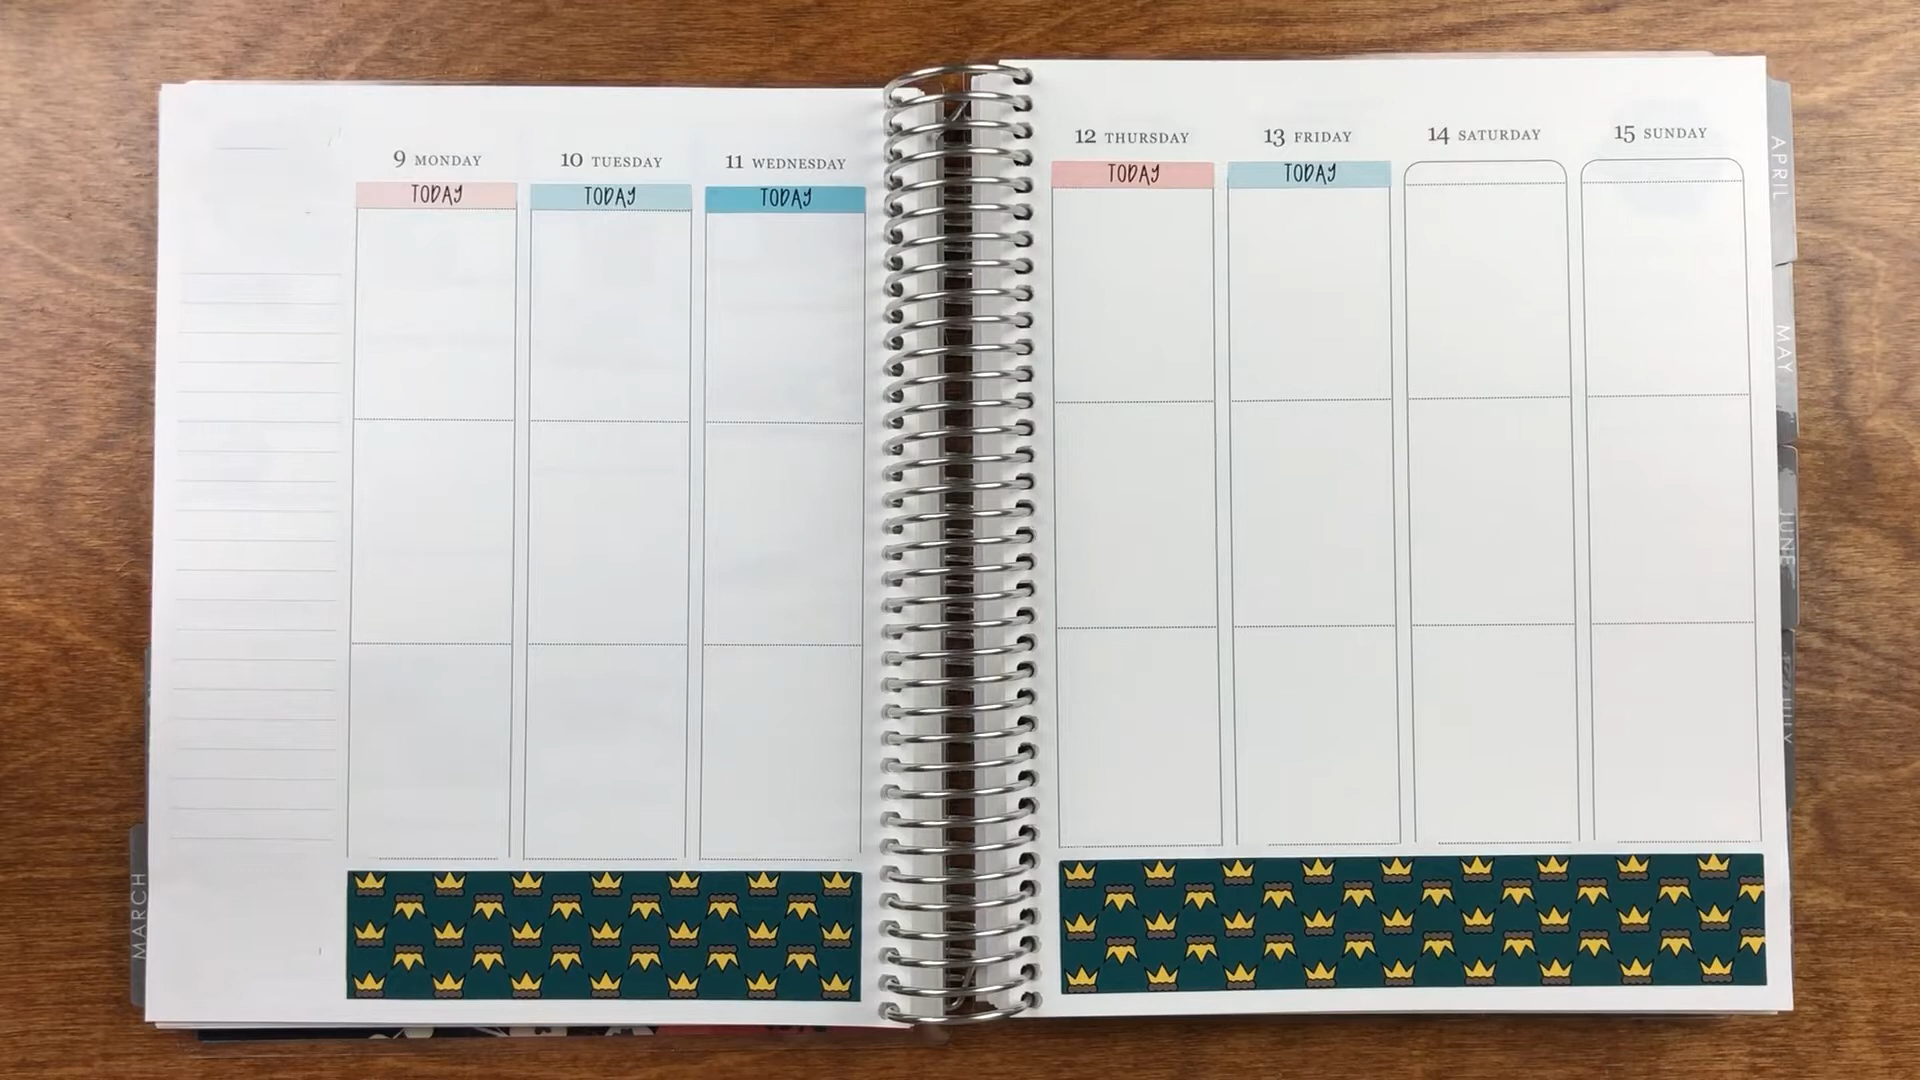 9 MONDAY
10 TUESDAY
11 WEDNESDAY
TODAY
TODAY
TODAY
12 THURSDAY
13 FRIDAY
14 SATURDAY
15 SUNDAY
TODAY
TODAY
APRIL
MAY
JUNE
JULY
MARCH